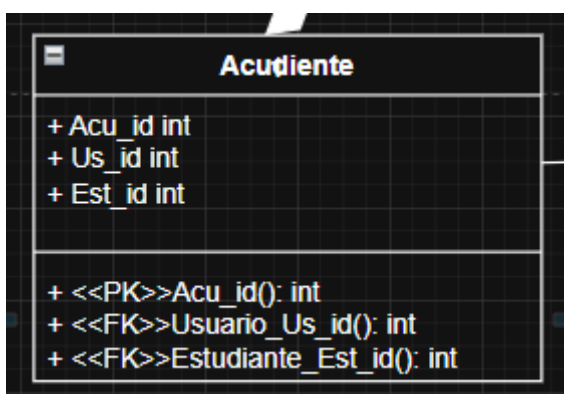 Acudiente
+ Acu_id int
+ Us_id int
+ Est_id int
+ <<PK>>Acu_id(): int
+ <<FK>>Usuario_Us_id(): int
+ <<FK>>Estudiante_Est_id(): int